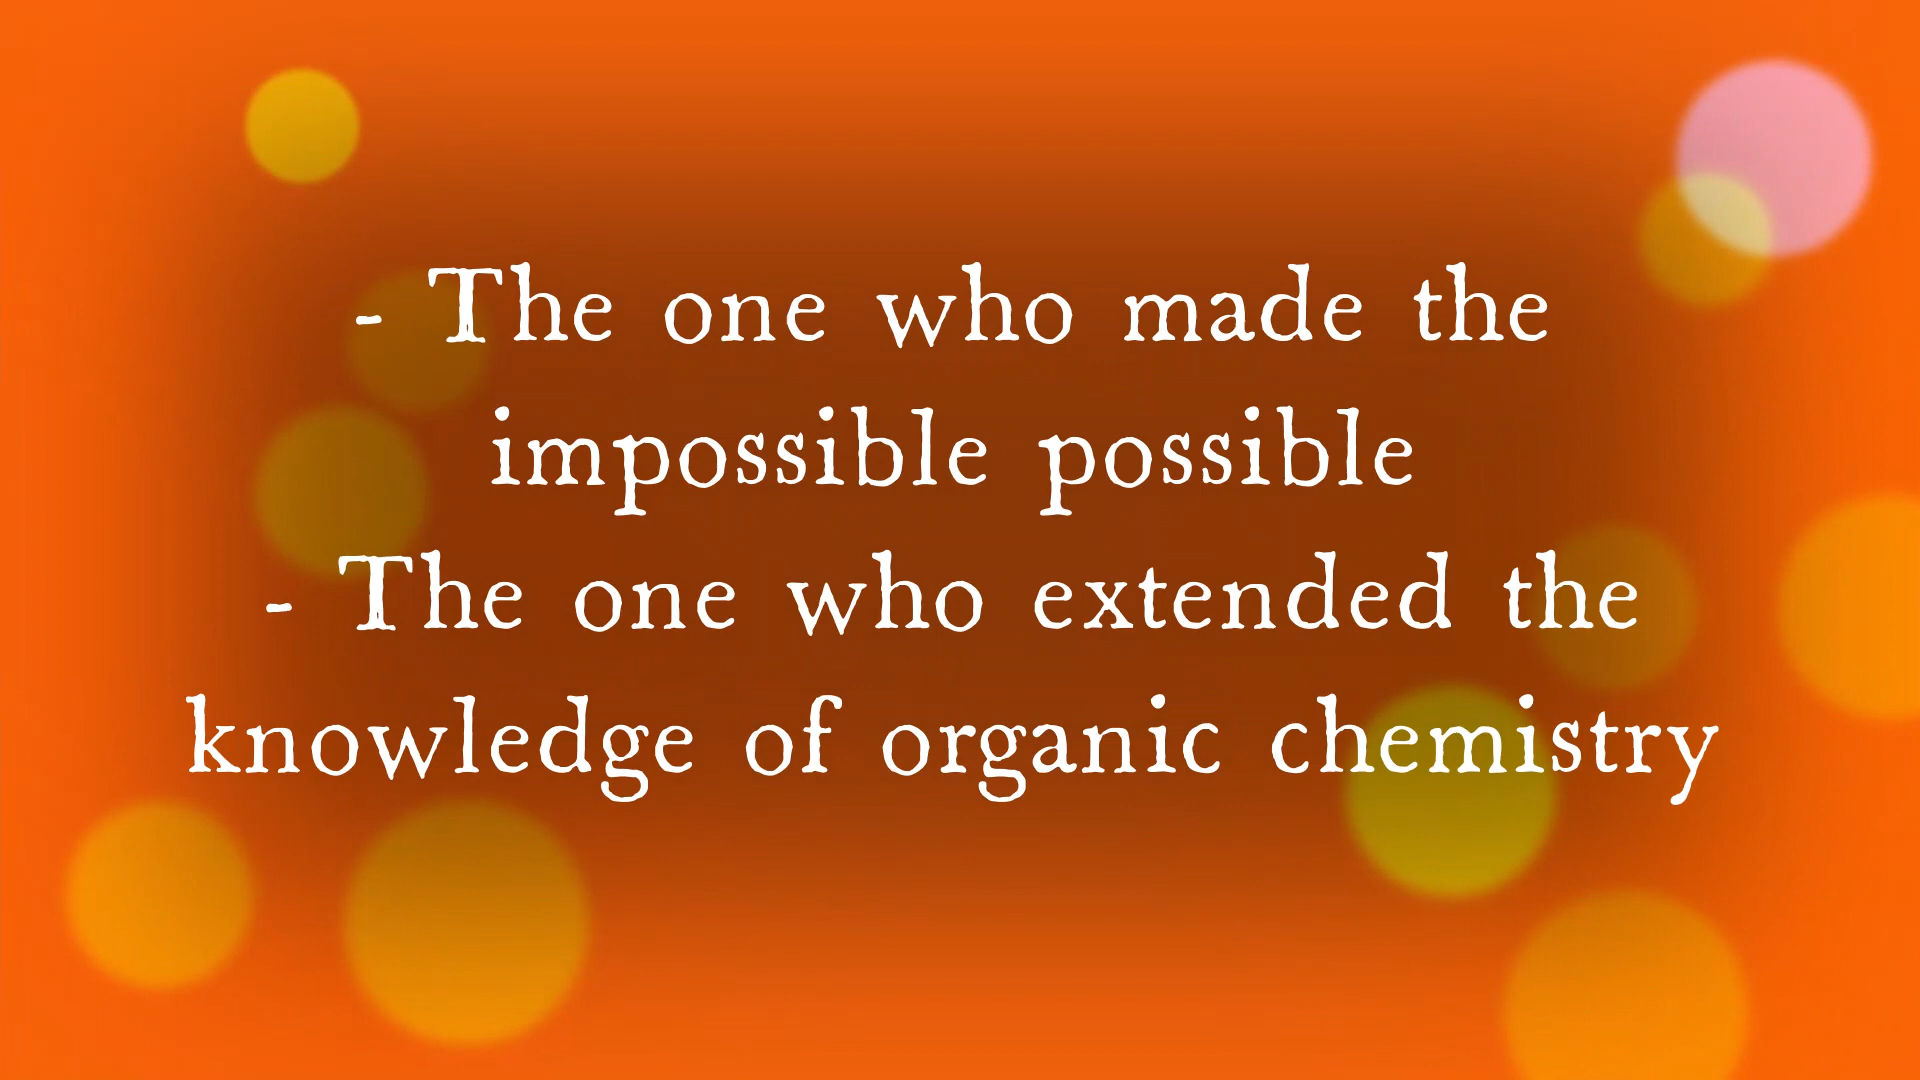 - The one who made the
impossible possible
- The one who extended the
knowledge of organic chemistry